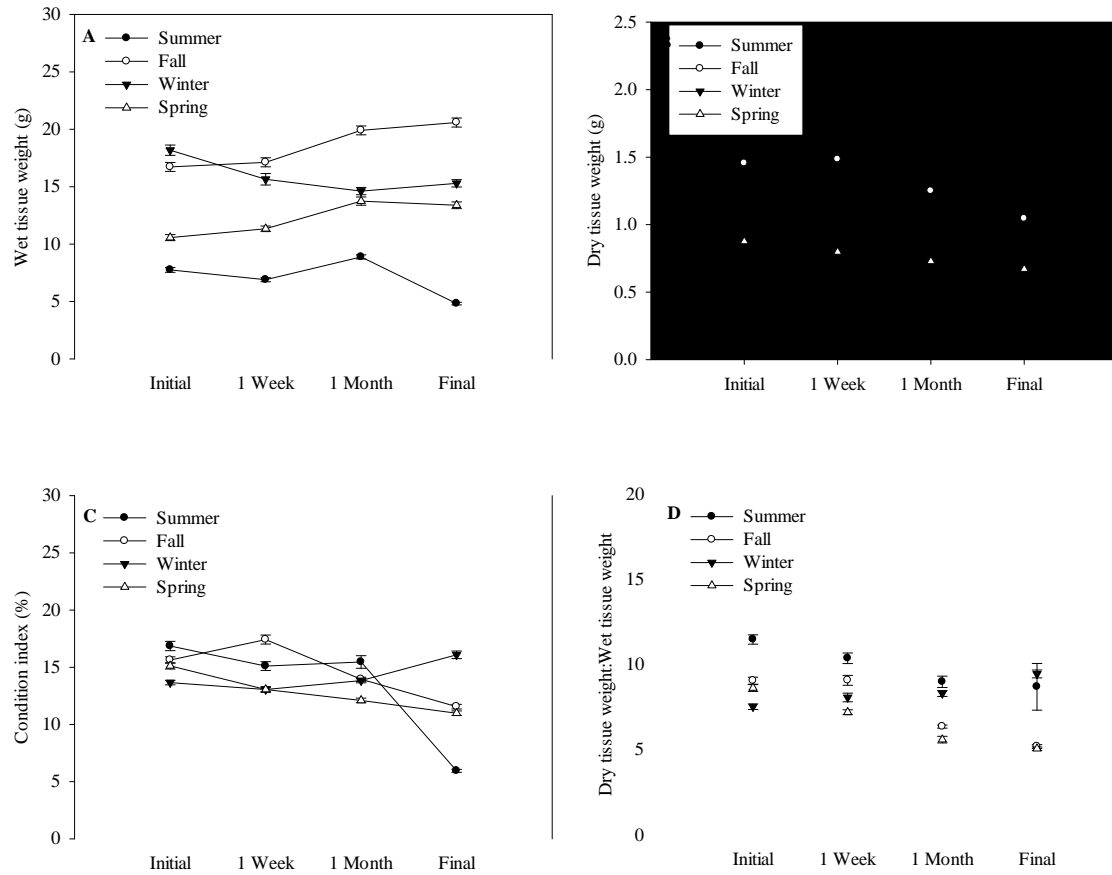 30
25
20
15
10
5
0
Wet tissue weight (g)
A
Summer
Fall
Winter
Spring
Initial 1 Week 1 Month Final
2.5
2.0
1.5
1.0
0.5
0.0
Dry tissue weight (g)
Summer
Fall
Winter
Spring
Initial 1 Week 1 Month Final
30
25
20
15
10
5
0
Condition index (%)
C
Summer
Fall
Winter
Spring
Initial 1 Week 1 Month Final
20
15
10
5
0
Dry tissue weight:Wet tissue weight
D
Summer
Fall
Winter
Spring
Initial 1 Week 1 Month Final